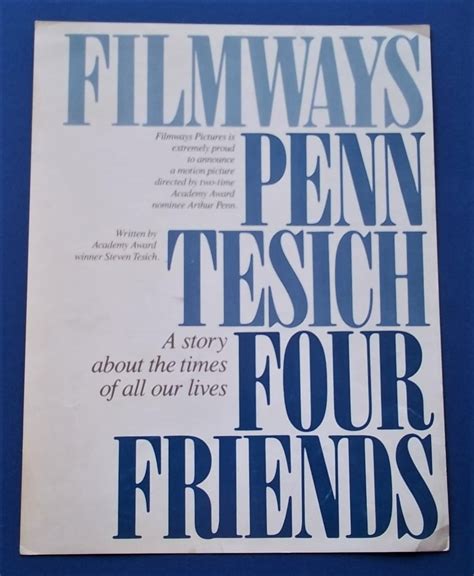 FILMWAYS
Filmways Pictures is
extremely proud
to announce
a motion picture
directed by two-time
Academy Award
nominee Arthur Penn.
PENN
Written by
Academy Award
winner Steven Tesich.
TESICH
A story
about the times
of all our lives
FOUR
FRIENDS